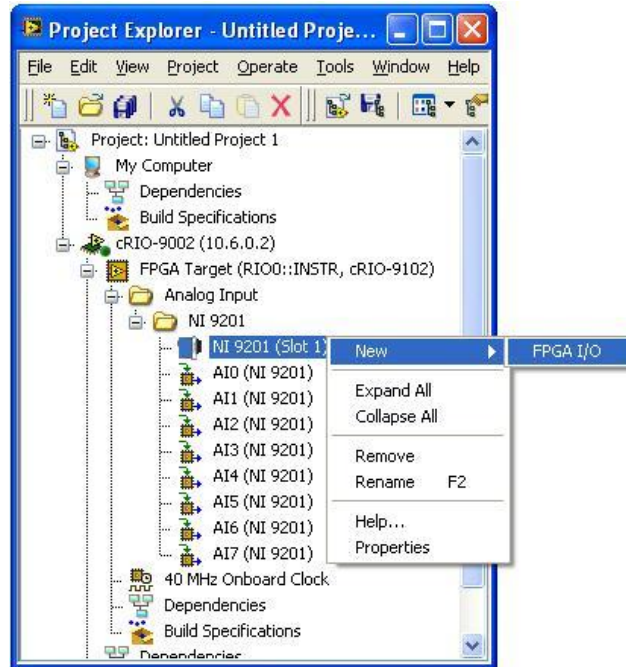 Project Explorer - Untitled Proje...
File Edit View Project Operate Tools Window Help
Project: Untitled Project 1
My Computer
Dependencies
Build Specifications
cRIO-9002 (10.6.0.2)
FPGA Target (RIO0::INSTR, cRIO-9102)
Analog Input
NI 9201
NI 9201 (Slot 1)
AI0 (NI 9201)
AI1 (NI 9201)
AI2 (NI 9201)
AI3 (NI 9201)
AI4 (NI 9201)
AI5 (NI 9201)
AI6 (NI 9201)
AI7 (NI 9201)
40 MHz Onboard Clock
Dependencies
Build Specifications
Dependencies
New
Expand All
Collapse All
Remove
Rename F2
Help...
Properties
FPGA I/O